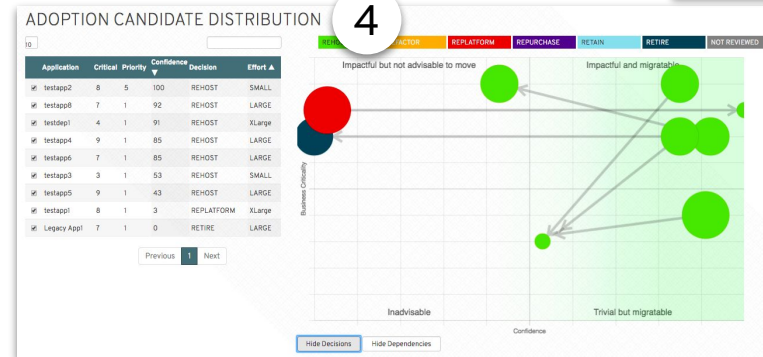 ADOPTION CANDIDATE DISTRIBUTION
4
10
REPLATFORM REPURCHASE RETAIN RETIRE NOT REVIEWED
Application Critical Priority Confidence ▼ Decision Effort ▲
testapp2 8 5 100 REHOST SMALL
testapp8 7 1 92 REHOST LARGE
testdep1 4 1 91 REHOST XLarge
testapp4 9 1 85 REHOST LARGE
testapp6 7 1 85 REHOST LARGE
testapp3 3 1 53 REHOST SMALL
testapp5 9 1 43 REHOST LARGE
testapp1 8 1 3 REPLATFORM XLarge
Legacy App1 7 1 0 RETIRE LARGE
Previous 1 Next
Impactful but not advisable to move
Impactful and migratable
Business Criticality
Inadvisable
Trivial but migratable
Confidence
Hide Decisions Hide Dependencies